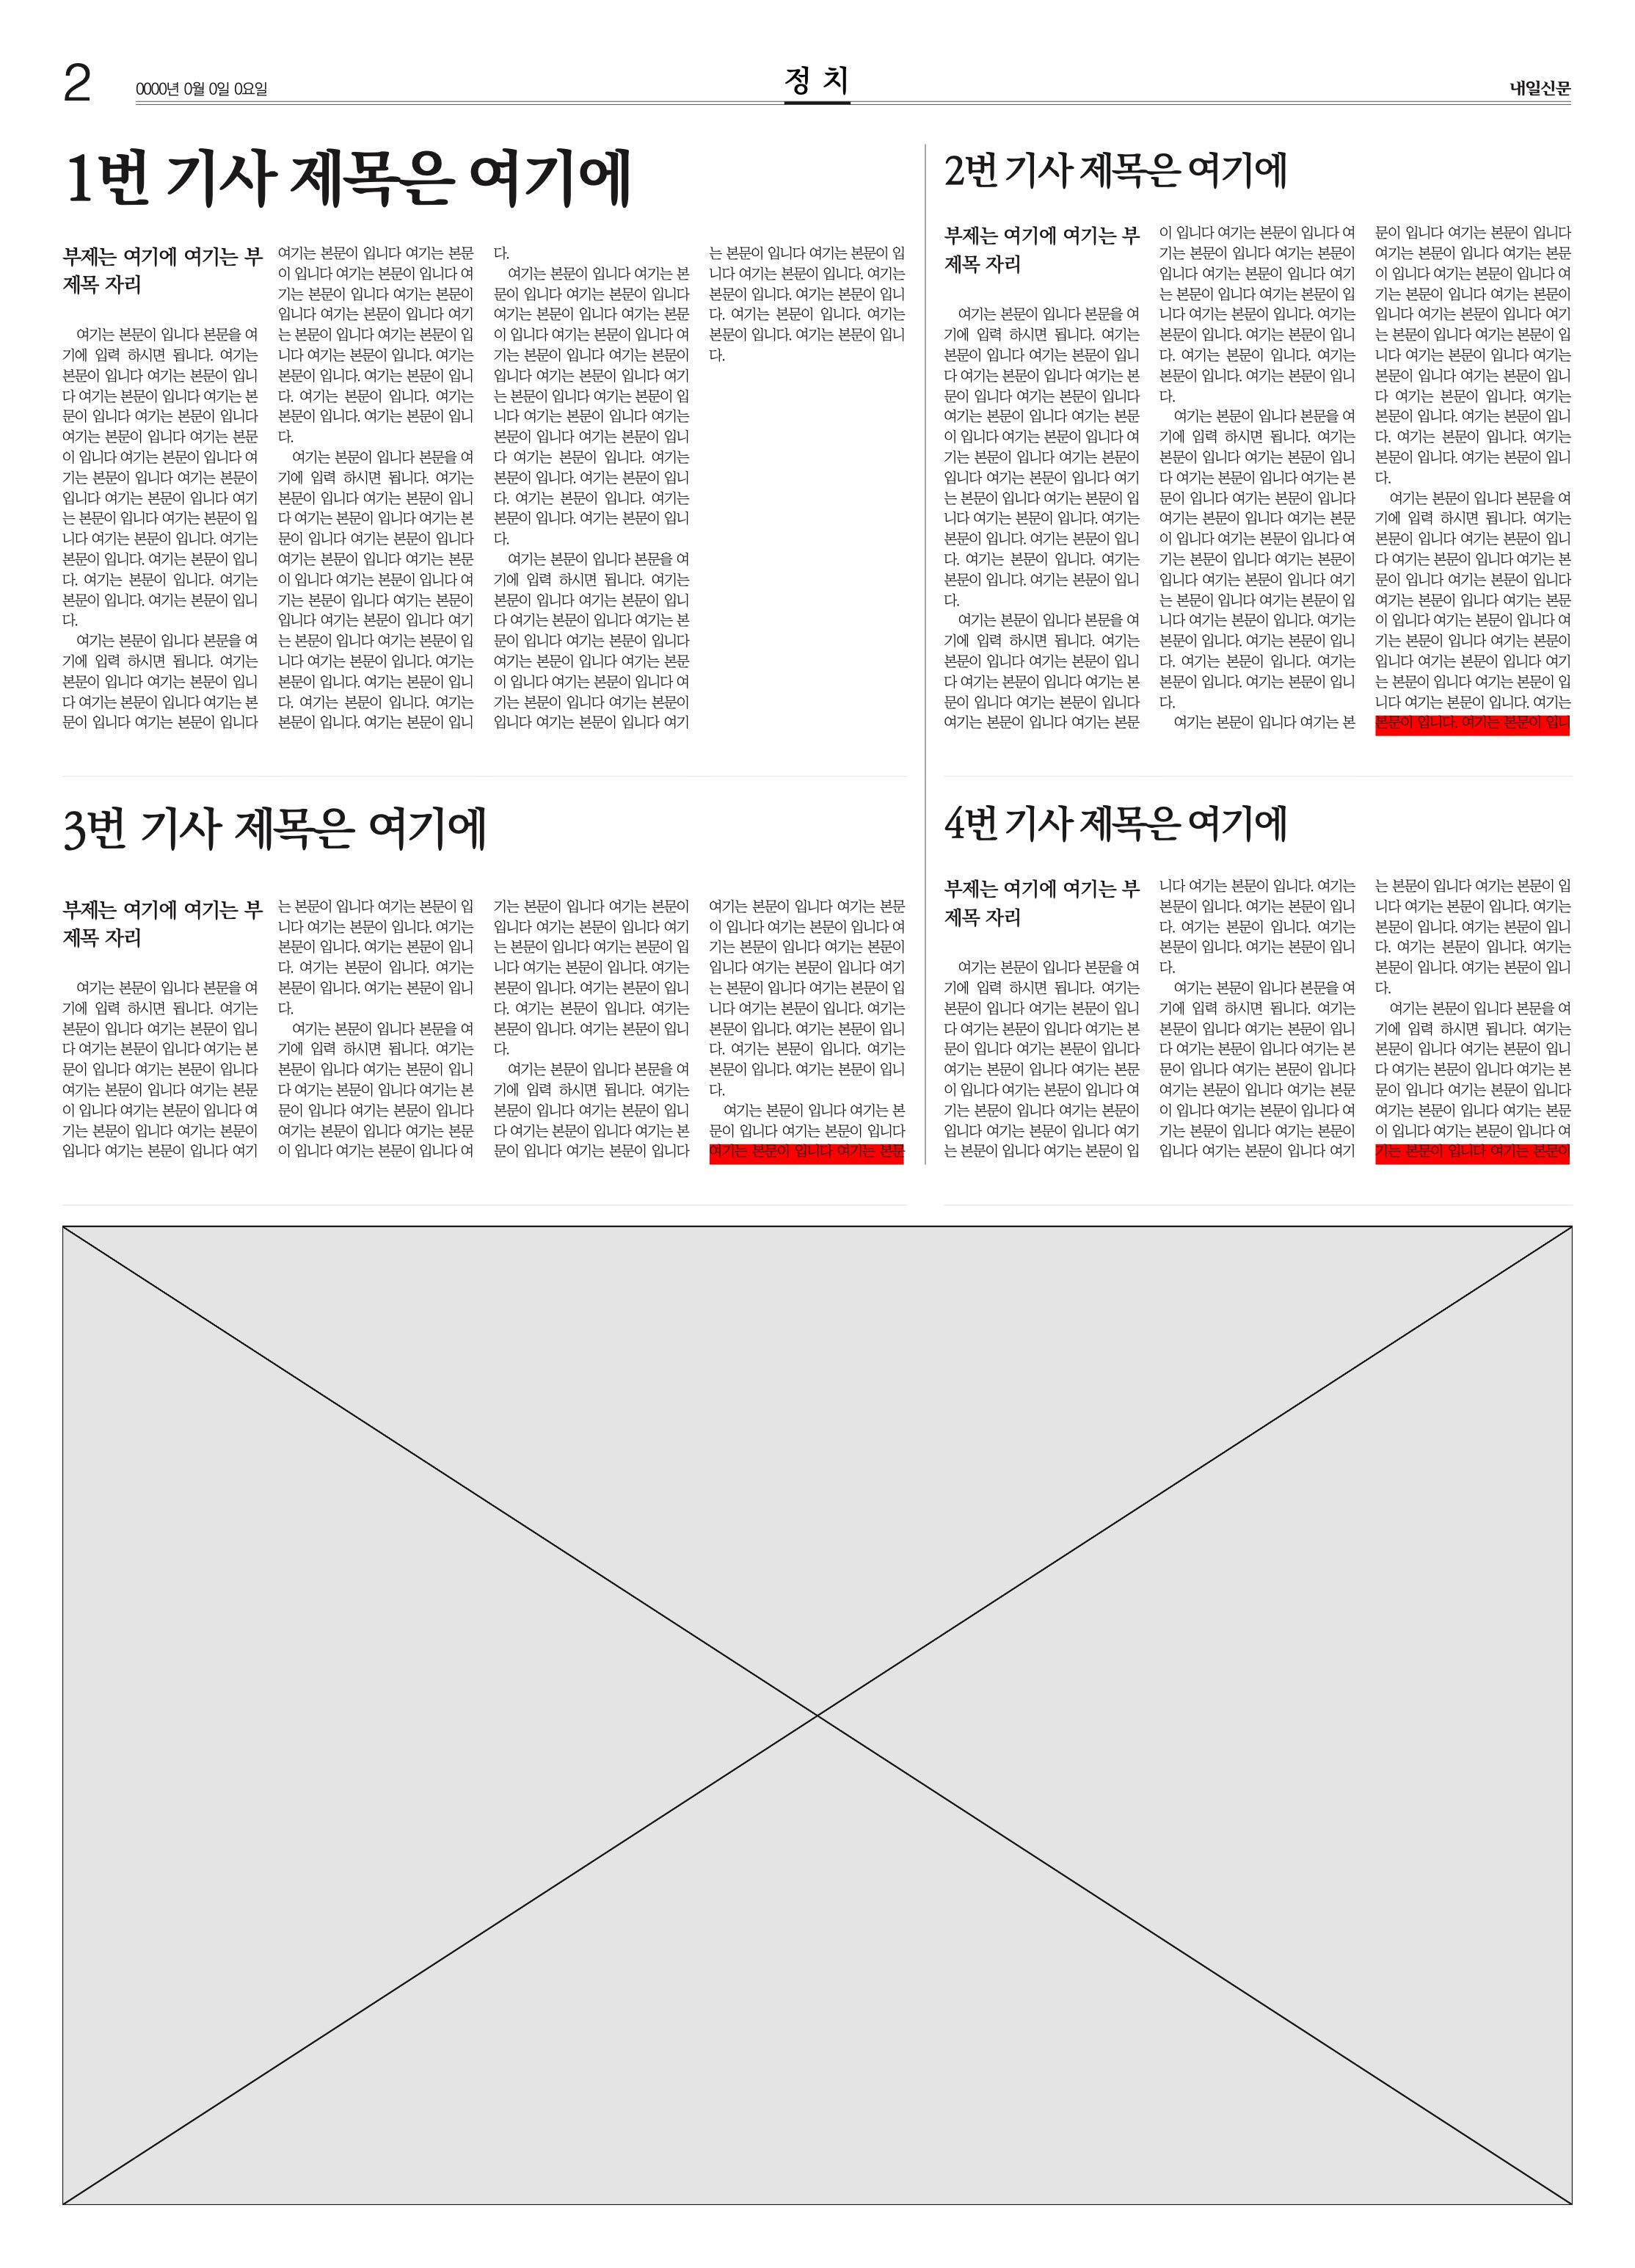 2
0000년 0월 0일 0요일
정 치
내일신문
1번 기사 제목은 여기에
부제는 여기에 여기는 부
제목 자리
여기는 본문이 입니다 본문을 여
기에 입력 하시면 됩니다. 여기는
본문이 입니다 여기는 본문이 입니
다 여기는 본문이 입니다 여기는 본
문이 입니다 여기는 본문이 입니다
여기는 본문이 입니다 여기는 본문
이 입니다 여기는 본문이 입니다 여
기는 본문이 입니다 여기는 본문이
입니다 여기는 본문이 입니다 여기
는 본문이 입니다 여기는 본문이 입
니다 여기는 본문이 입니다. 여기는
본문이 입니다. 여기는 본문이 입니
다. 여기는 본문이 입니다. 여기는
본문이 입니다. 여기는 본문이 입니
다.
여기는 본문이 입니다 본문을 여
기에 입력 하시면 됩니다. 여기는
본문이 입니다 여기는 본문이 입니
다 여기는 본문이 입니다 여기는 본
문이 입니다 여기는 본문이 입니다
여기는 본문이 입니다 여기는 본문
이 입니다 여기는 본문이 입니다 여
기는 본문이 입니다 여기는 본문이
입니다 여기는 본문이 입니다 여기
는 본문이 입니다 여기는 본문이 입
니다 여기는 본문이 입니다. 여기는
본문이 입니다. 여기는 본문이 입니
다. 여기는 본문이 입니다. 여기는
본문이 입니다. 여기는 본문이 입니
다.
여기는 본문이 입니다 본문을 여
기에 입력 하시면 됩니다. 여기는
본문이 입니다 여기는 본문이 입니
다 여기는 본문이 입니다 여기는 본
문이 입니다 여기는 본문이 입니다
여기는 본문이 입니다 여기는 본문
이 입니다 여기는 본문이 입니다 여
기는 본문이 입니다 여기는 본문이
입니다 여기는 본문이 입니다 여기
는 본문이 입니다 여기는 본문이 입
니다 여기는 본문이 입니다. 여기는
본문이 입니다. 여기는 본문이 입니
다. 여기는 본문이 입니다. 여기는
본문이 입니다. 여기는 본문이 입니
다.
여기는 본문이 입니다 여기는 본
문이 입니다 여기는 본문이 입니다
여기는 본문이 입니다 여기는 본문
이 입니다 여기는 본문이 입니다 여
기는 본문이 입니다 여기는 본문이
입니다 여기는 본문이 입니다 여기
는 본문이 입니다 여기는 본문이 입
니다 여기는 본문이 입니다 여기는
본문이 입니다 여기는 본문이 입니
다 여기는 본문이 입니다. 여기는
본문이 입니다. 여기는 본문이 입니
다. 여기는 본문이 입니다. 여기는
본문이 입니다. 여기는 본문이 입니
다.
여기는 본문이 입니다 본문을 여
기에 입력 하시면 됩니다. 여기는
본문이 입니다 여기는 본문이 입니
다 여기는 본문이 입니다 여기는 본
문이 입니다 여기는 본문이 입니다
여기는 본문이 입니다 여기는 본문
이 입니다 여기는 본문이 입니다 여
기는 본문이 입니다 여기는 본문이
입니다 여기는 본문이 입니다 여기
는 본문이 입니다 여기는 본문이 입
니다 여기는 본문이 입니다. 여기는
본문이 입니다. 여기는 본문이 입니
다. 여기는 본문이 입니다. 여기는
본문이 입니다. 여기는 본문이 입니
다.
2번 기사 제목은 여기에
부제는 여기에 여기는 부
제목 자리
여기는 본문이 입니다 본문을 여
기에 입력 하시면 됩니다. 여기는
본문이 입니다 여기는 본문이 입니
다 여기는 본문이 입니다 여기는 본
문이 입니다 여기는 본문이 입니다
여기는 본문이 입니다 여기는 본문
이 입니다 여기는 본문이 입니다 여
기는 본문이 입니다 여기는 본문이
입니다 여기는 본문이 입니다 여기
는 본문이 입니다 여기는 본문이 입
니다 여기는 본문이 입니다. 여기는
본문이 입니다. 여기는 본문이 입니
다. 여기는 본문이 입니다. 여기는
본문이 입니다. 여기는 본문이 입니
다.
여기는 본문이 입니다 본문을 여
기에 입력 하시면 됩니다. 여기는
본문이 입니다 여기는 본문이 입니
다 여기는 본문이 입니다 여기는 본
문이 입니다 여기는 본문이 입니다
여기는 본문이 입니다 여기는 본문
이 입니다 여기는 본문이 입니다 여
기는 본문이 입니다 여기는 본문이
입니다 여기는 본문이 입니다 여기
는 본문이 입니다 여기는 본문이 입
니다 여기는 본문이 입니다. 여기는
본문이 입니다. 여기는 본문이 입니
다. 여기는 본문이 입니다. 여기는
본문이 입니다. 여기는 본문이 입니
다.
여기는 본문이 입니다 본문을 여
기에 입력 하시면 됩니다. 여기는
본문이 입니다 여기는 본문이 입니
다 여기는 본문이 입니다 여기는 본
문이 입니다 여기는 본문이 입니다
여기는 본문이 입니다 여기는 본문
이 입니다 여기는 본문이 입니다 여
기는 본문이 입니다 여기는 본문이
입니다 여기는 본문이 입니다 여기
는 본문이 입니다 여기는 본문이 입
니다 여기는 본문이 입니다. 여기는
본문이 입니다. 여기는 본문이 입니
다. 여기는 본문이 입니다. 여기는
본문이 입니다. 여기는 본문이 입니
다.
여기는 본문이 입니다 여기는 본
문이 입니다 여기는 본문이 입니다
여기는 본문이 입니다 여기는 본문
이 입니다 여기는 본문이 입니다 여
기는 본문이 입니다 여기는 본문이
입니다 여기는 본문이 입니다 여기
는 본문이 입니다 여기는 본문이 입
니다 여기는 본문이 입니다 여기는
본문이 입니다 여기는 본문이 입니
다 여기는 본문이 입니다. 여기는
본문이 입니다. 여기는 본문이 입니
다. 여기는 본문이 입니다. 여기는
본문이 입니다. 여기는 본문이 입니
다.
여기는 본문이 입니다 본문을 여
기에 입력 하시면 됩니다. 여기는
본문이 입니다 여기는 본문이 입니
다 여기는 본문이 입니다 여기는 본
문이 입니다 여기는 본문이 입니다
여기는 본문이 입니다 여기는 본문
이 입니다 여기는 본문이 입니다 여
기는 본문이 입니다 여기는 본문이
입니다 여기는 본문이 입니다 여기
는 본문이 입니다 여기는 본문이 입
니다 여기는 본문이 입니다. 여기는
본문이 입니다. 여기는 본문이 입니
3번 기사 제목은 여기에
부제는 여기에 여기는 부
제목 자리
여기는 본문이 입니다 본문을 여
기에 입력 하시면 됩니다. 여기는
본문이 입니다 여기는 본문이 입니
다 여기는 본문이 입니다 여기는 본
문이 입니다 여기는 본문이 입니다
여기는 본문이 입니다 여기는 본문
이 입니다 여기는 본문이 입니다 여
기는 본문이 입니다 여기는 본문이
입니다 여기는 본문이 입니다 여기
는 본문이 입니다 여기는 본문이 입
니다 여기는 본문이 입니다. 여기는
본문이 입니다. 여기는 본문이 입니
다. 여기는 본문이 입니다. 여기는
본문이 입니다. 여기는 본문이 입니
다.
여기는 본문이 입니다 본문을 여
기에 입력 하시면 됩니다. 여기는
본문이 입니다 여기는 본문이 입니
다 여기는 본문이 입니다 여기는 본
문이 입니다 여기는 본문이 입니다
여기는 본문이 입니다 여기는 본문
이 입니다 여기는 본문이 입니다 여
기는 본문이 입니다 여기는 본문이
입니다 여기는 본문이 입니다 여기
는 본문이 입니다 여기는 본문이 입
니다 여기는 본문이 입니다. 여기는
본문이 입니다. 여기는 본문이 입니
다. 여기는 본문이 입니다. 여기는
본문이 입니다. 여기는 본문이 입니
다.
여기는 본문이 입니다 본문을 여
기에 입력 하시면 됩니다. 여기는
본문이 입니다 여기는 본문이 입니
다 여기는 본문이 입니다 여기는 본
문이 입니다 여기는 본문이 입니다
여기는 본문이 입니다 여기는 본문
이 입니다 여기는 본문이 입니다 여
기는 본문이 입니다 여기는 본문이
입니다 여기는 본문이 입니다 여기
는 본문이 입니다 여기는 본문이 입
니다 여기는 본문이 입니다. 여기는
본문이 입니다. 여기는 본문이 입니
다. 여기는 본문이 입니다. 여기는
본문이 입니다. 여기는 본문이 입니
다.
여기는 본문이 입니다 여기는 본
문이 입니다 여기는 본문이 입니다
여기는 본문이 입니다 여기는 본문
4번 기사 제목은 여기에
부제는 여기에 여기는 부
제목 자리
여기는 본문이 입니다 본문을 여
기에 입력 하시면 됩니다. 여기는
본문이 입니다 여기는 본문이 입니
다 여기는 본문이 입니다 여기는 본
문이 입니다 여기는 본문이 입니다
여기는 본문이 입니다 여기는 본문
이 입니다 여기는 본문이 입니다 여
기는 본문이 입니다 여기는 본문이
입니다 여기는 본문이 입니다 여기
는 본문이 입니다 여기는 본문이 입
니다 여기는 본문이 입니다. 여기는
본문이 입니다. 여기는 본문이 입니
다. 여기는 본문이 입니다. 여기는
본문이 입니다. 여기는 본문이 입니
다.
여기는 본문이 입니다 본문을 여
기에 입력 하시면 됩니다. 여기는
본문이 입니다 여기는 본문이 입니
다 여기는 본문이 입니다 여기는 본
문이 입니다 여기는 본문이 입니다
여기는 본문이 입니다 여기는 본문
이 입니다 여기는 본문이 입니다 여
기는 본문이 입니다 여기는 본문이
입니다 여기는 본문이 입니다 여기
는 본문이 입니다 여기는 본문이 입
니다 여기는 본문이 입니다. 여기는
본문이 입니다. 여기는 본문이 입니
다. 여기는 본문이 입니다. 여기는
본문이 입니다. 여기는 본문이 입니
다.
여기는 본문이 입니다 본문을 여
기에 입력 하시면 됩니다. 여기는
본문이 입니다 여기는 본문이 입니
다 여기는 본문이 입니다 여기는 본
문이 입니다 여기는 본문이 입니다
여기는 본문이 입니다 여기는 본문
이 입니다 여기는 본문이 입니다 여
기는 본문이 입니다 여기는 본문이